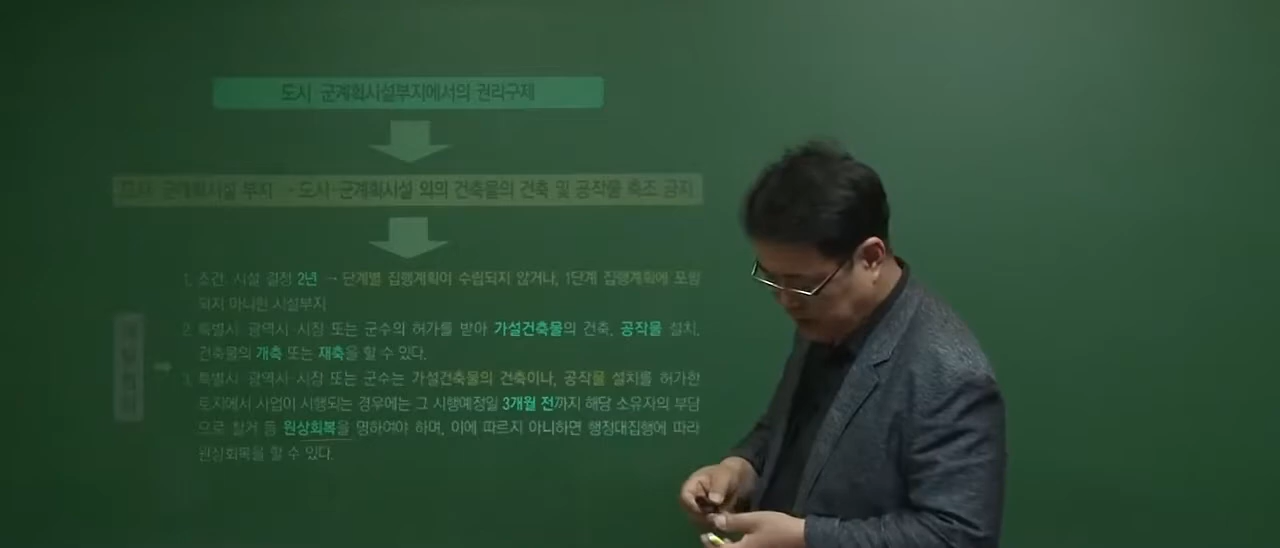 도시·군계획시설부지에서의 권리구제
도시·군계획시설 부지 → 도시·군계획시설 외의 건축물의 건축 및 공작물 축조 금지
1. 조건: 시설 결정 2년 → 단계별 집행계획이 수립되지 않거나, 1단계 집행계획에 포함
되지 아니한 시설부지
2. 특별시·광역시·시장 또는 군수의 허가를 받아 가설건축물의 건축, 공작물 설치,
건축물의 개축 또는 재축을 할 수 있다.
3. 특별시·광역시·시장 또는 군수는 가설건축물의 건축이나, 공작물 설치를 허가한
토지에서 사업이 시행되는 경우에는 그 시행예정일 3개월 전까지 해당 소유자의 부담
으로 철거 등 원상회복을 명하여야 하며, 이에 따르지 아니하면 행정대집행에 따라
원상회복을 할 수 있다.